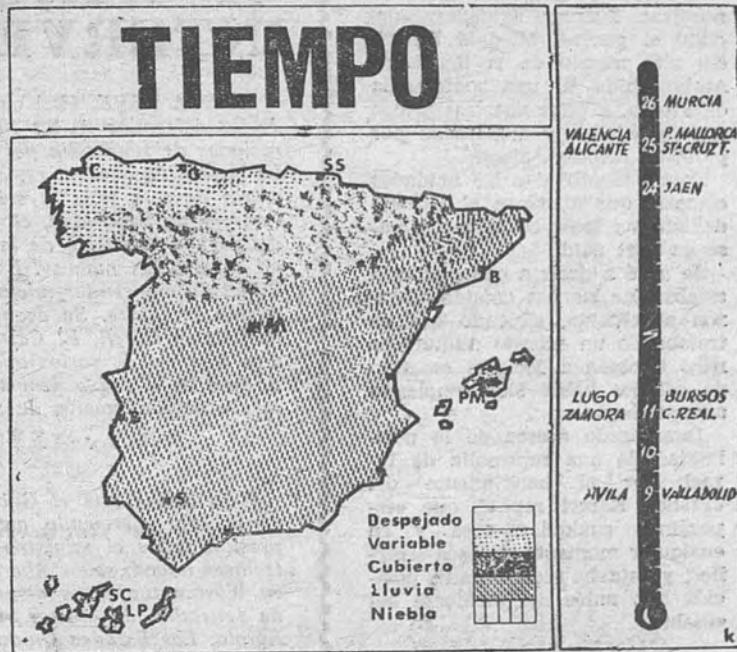 TIEMPO
C
G
SS
B
M
PM
B
S
SC
LP
Despejado
Variable
Cubierto
Lluvia
Niebla
26 MURCIA
VALENCIA 25 P. MALLORCA
ALICANTE STª CRUZ T.
24 JAEN
LUGO 11 BURGOS
ZAMORA C. REAL
10
AVILA 9 VALLADOLID
k